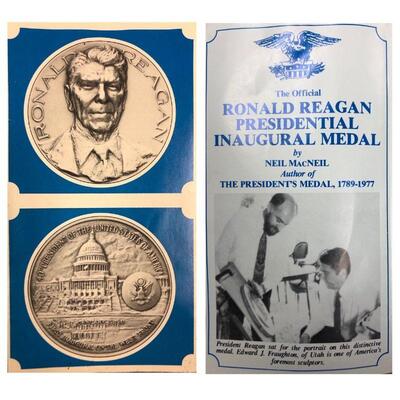 RONALD REAGAN
PRESIDENT OF THE UNITED STATES OF AMERICA
The Official
RONALD REAGAN
PRESIDENTIAL
INAUGURAL MEDAL
by
NEIL MACNEIL
Author of
THE PRESIDENT'S MEDAL, 1789-1977
President Reagan sat for the portrait on this distinctive
medal. Edward J. Fraughton, of Utah is one of America's
foremost sculptors.